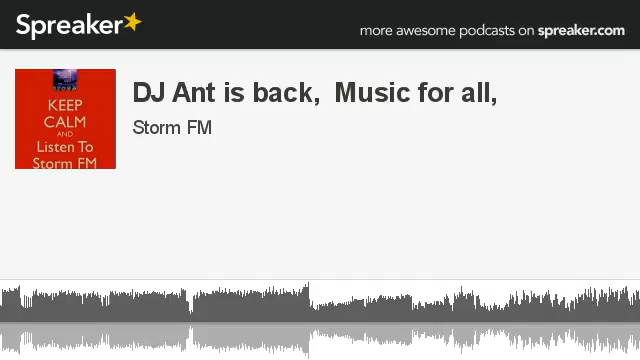 Spreaker
more awesome podcasts on spreaker.com
DJ Ant is back,  Music for all,
Storm FM
KEEP
CALM
AND
Listen To
Storm FM